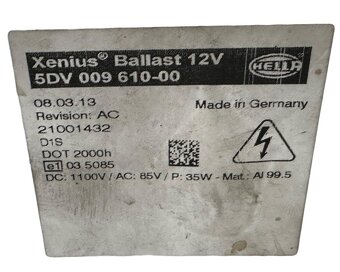 Xenius® Ballast 12V
5DV 009 610-00
HELLA
08.03.13
Made in Germany
Revision: AC
21001432
D1S
DOT 2000h
e1 03 5085
DC: 1100V / AC: 85V / P: 35W - Mat.: Al 99.5